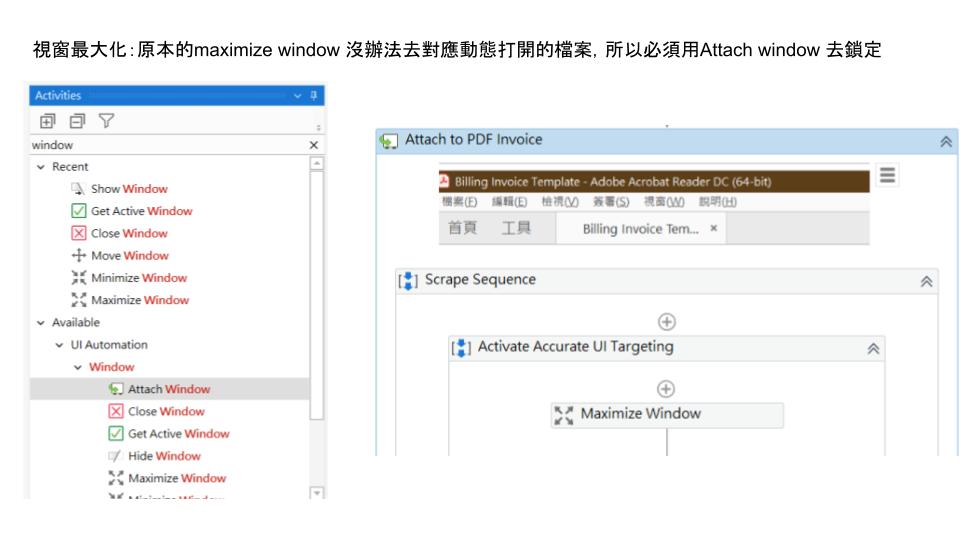 視窗最大化：原本的maximize window 沒辦法去對應動態打開的檔案，所以必須用Attach window 去鎖定
Activities
window
Recent
Show Window
Get Active Window
Close Window
Move Window
Minimize Window
Maximize Window
Available
UI Automation
Window
Attach Window
Close Window
Get Active Window
Hide Window
Maximize Window
Minimize Window
Attach to PDF Invoice
Billing Invoice Template - Adobe Acrobat Reader DC (64-bit)
檔案(F) 編輯(E) 檢視(V) 簽署(S) 視窗(W) 說明(H)
首頁 工具 Billing Invoice Tem... ×
Scrape Sequence
Activate Accurate UI Targeting
Maximize Window